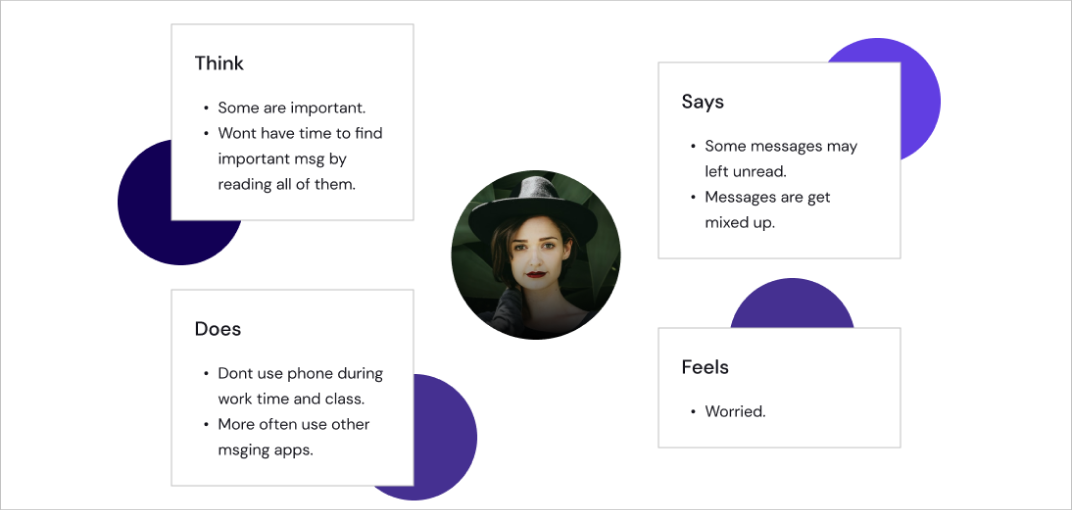 Think
• Some are important.
• Wont have time to find
important msg by
reading all of them.
Says
• Some messages may
left unread.
• Messages are get
mixed up.
Does
• Dont use phone during
work time and class.
• More often use other
msging apps.
Feels
• Worried.